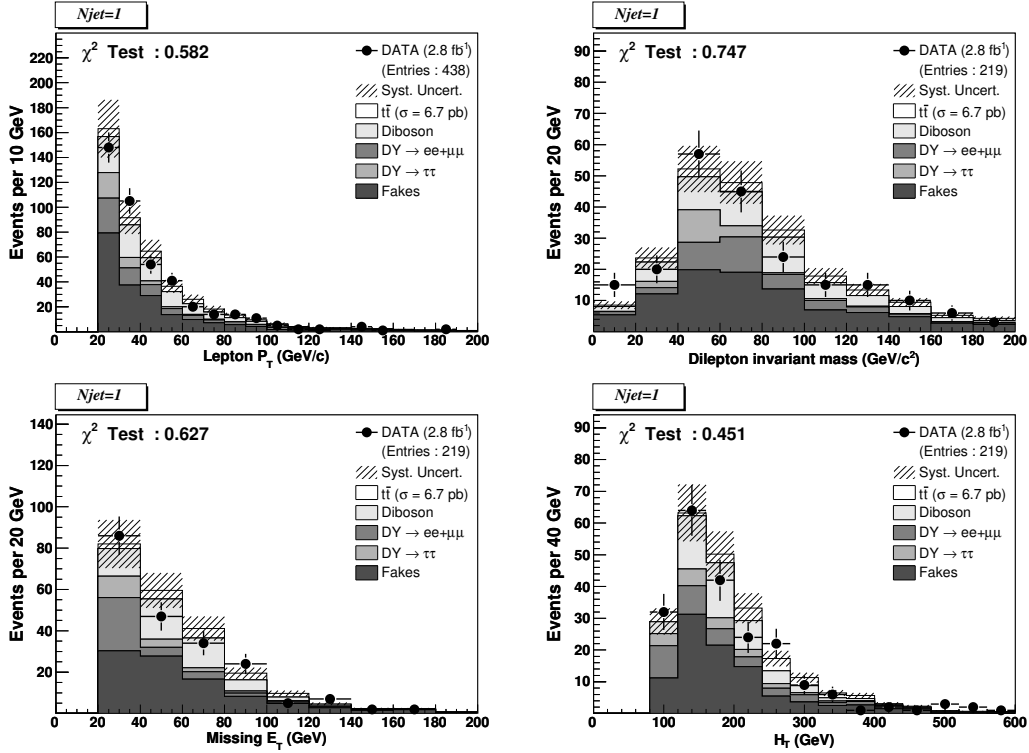 Njet=1
χ² Test : 0.582
DATA (2.8 fb⁻¹)
(Entries : 438)
Syst. Uncert.
tt̄ (σ = 6.7 pb)
Diboson
DY → ee+μμ
DY → ττ
Fakes
Events per 10 GeV
220
200
180
160
140
120
100
80
60
40
20
0 20 40 60 80 100 120 140 160 180 200
Lepton P_T (GeV/c)
Njet=1
χ² Test : 0.747
DATA (2.8 fb⁻¹)
(Entries : 219)
Syst. Uncert.
tt̄ (σ = 6.7 pb)
Diboson
DY → ee+μμ
DY → ττ
Fakes
Events per 20 GeV
90
80
70
60
50
40
30
20
10
0 20 40 60 80 100 120 140 160 180 200
Dilepton invariant mass (GeV/c²)
Njet=1
χ² Test : 0.627
DATA (2.8 fb⁻¹)
(Entries : 219)
Syst. Uncert.
tt̄ (σ = 6.7 pb)
Diboson
DY → ee+μμ
DY → ττ
Fakes
Events per 20 GeV
140
120
100
80
60
40
20
0 20 40 60 80 100 120 140 160 180 200
Missing E_T (GeV)
Njet=1
χ² Test : 0.451
DATA (2.8 fb⁻¹)
(Entries : 219)
Syst. Uncert.
tt̄ (σ = 6.7 pb)
Diboson
DY → ee+μμ
DY → ττ
Fakes
Events per 40 GeV
90
80
70
60
50
40
30
20
10
0 100 200 300 400 500 600
H_T (GeV)